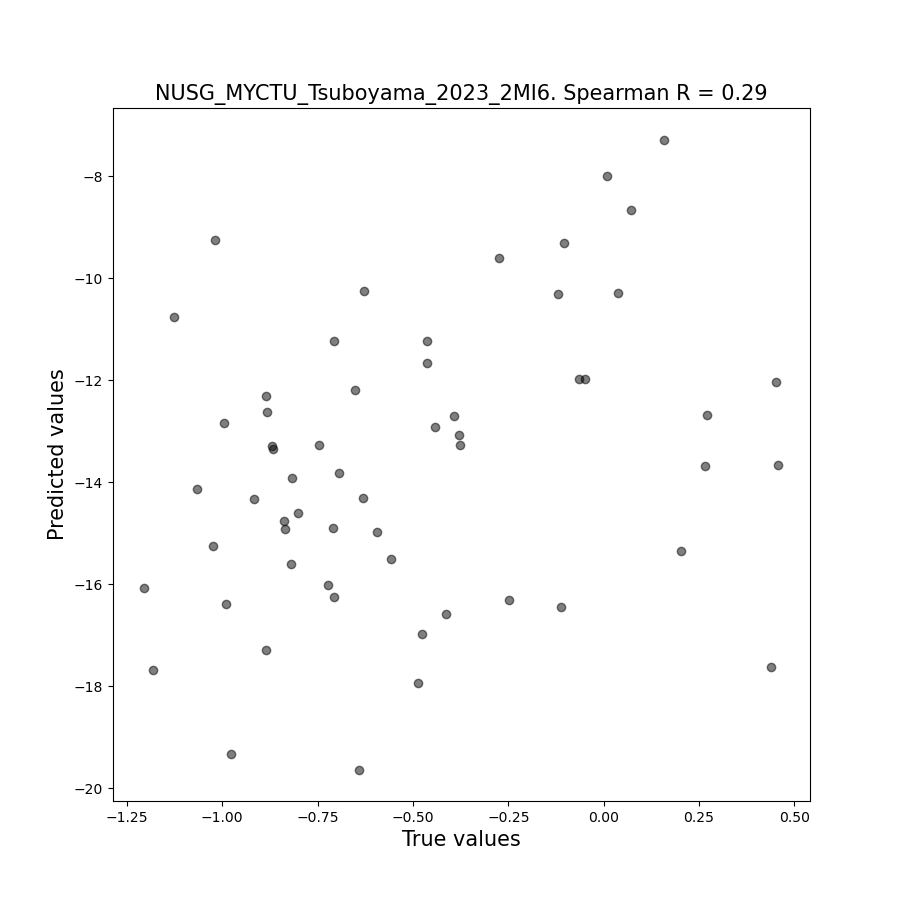 NUSG_MYCTU_Tsuboyama_2023_2MI6. Spearman R = 0.29
−8
−10
−12
−14
−16
−18
−20
Predicted values
−1.25 −1.00 −0.75 −0.50 −0.25 0.00 0.25 0.50
True values